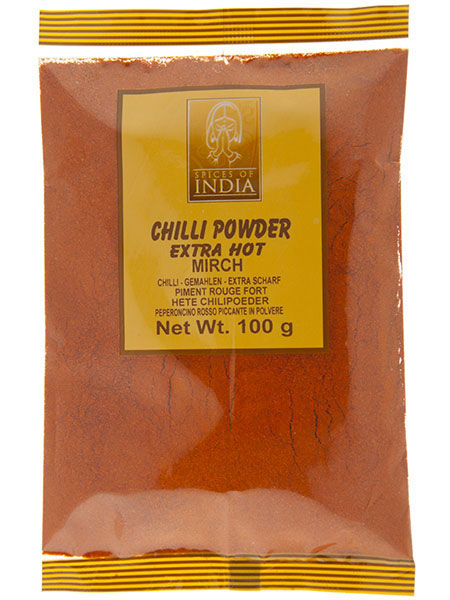 SPICES OF
INDIA
CHILLI POWDER
EXTRA HOT
MIRCH
CHILLI - GEMAHLEN - EXTRA SCHARF
PIMENT ROUGE FORT
HETE CHILIPOEDER
PEPERONCINO ROSSO PICCANTE IN POLVERE
Net Wt. 100 g